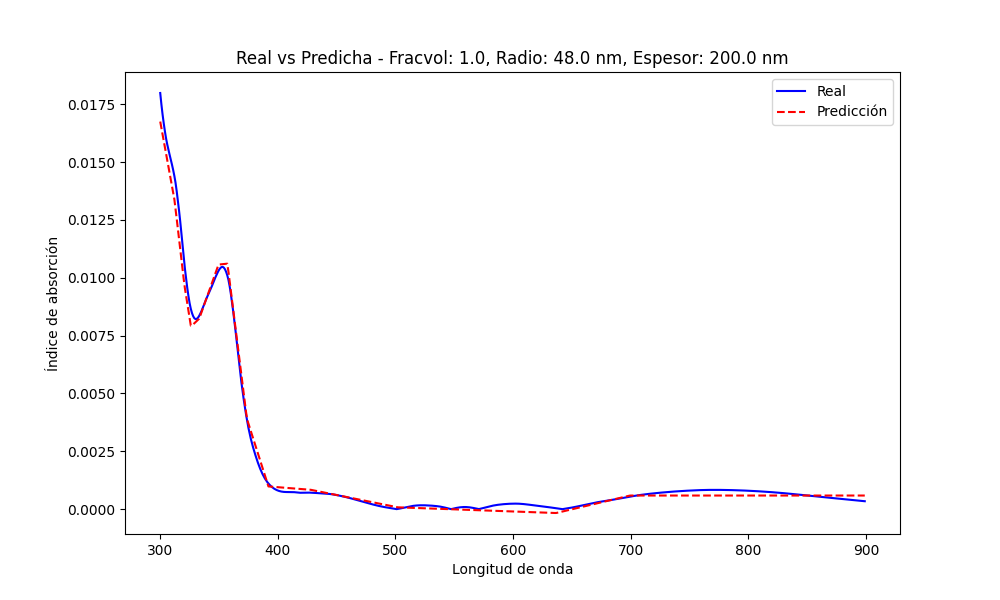 Real vs Predicha - Fracvol: 1.0, Radio: 48.0 nm, Espesor: 200.0 nm
Real
Predicción
Índice de absorción
0.0175
0.0150
0.0125
0.0100
0.0075
0.0050
0.0025
0.0000
300 400 500 600 700 800 900
Longitud de onda